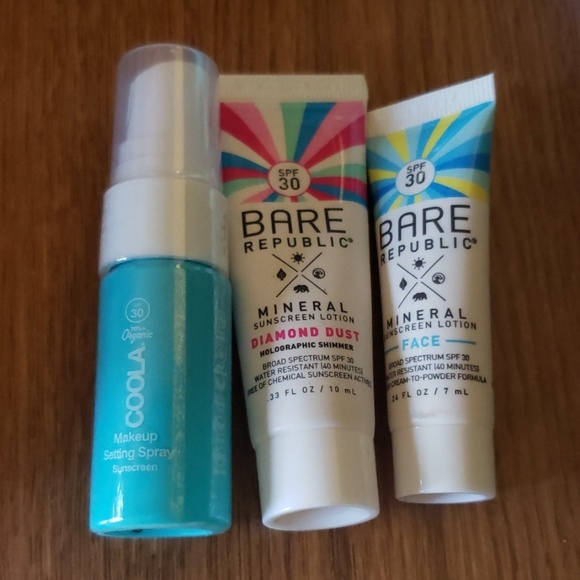 SPF
30
70%+
Organic
COOLA
Makeup
Setting Spray
Sunscreen
SPF
30
BARE
REPUBLIC®
MINERAL
SUNSCREEN LOTION
DIAMOND DUST
HOLOGRAPHIC SHIMMER
BROAD SPECTRUM SPF 30
WATER RESISTANT (40 MINUTES)
FREE OF CHEMICAL SUNSCREEN ACTIVES
.33 FL OZ / 10 mL
SPF
30
BARE
REPUBLIC®
MINERAL
SUNSCREEN LOTION
FACE
BROAD SPECTRUM SPF 30
WATER RESISTANT (40 MINUTES)
CREAM-TO-POWDER FORMULA
.24 FL OZ / 7 mL